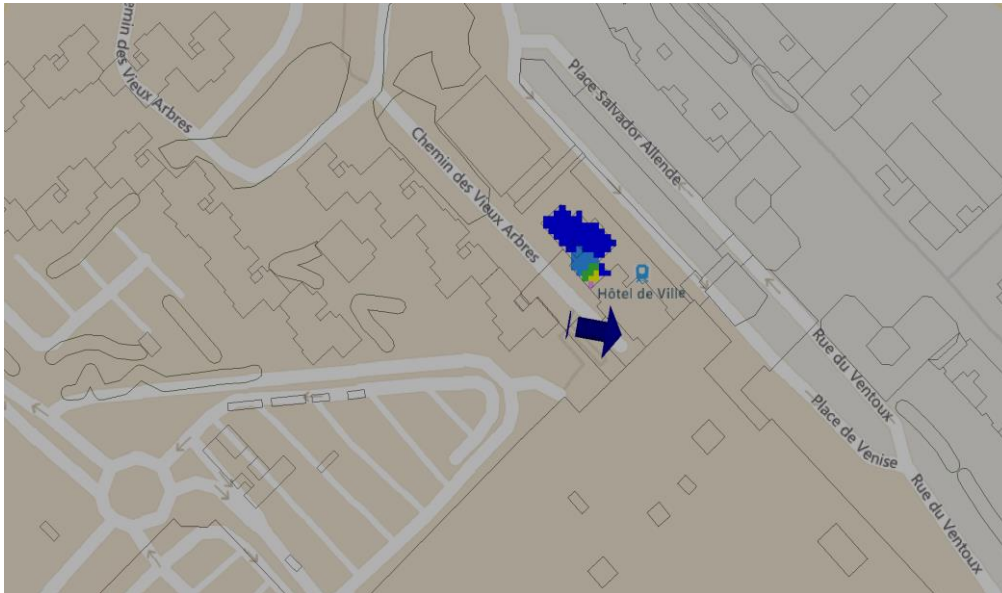 emin des Vieux Arbres
Place Salvador Allende
Chemin des Vieux Arbres
Hôtel de Ville
Rue du Ventoux
Place de Venise
Rue du Ventoux